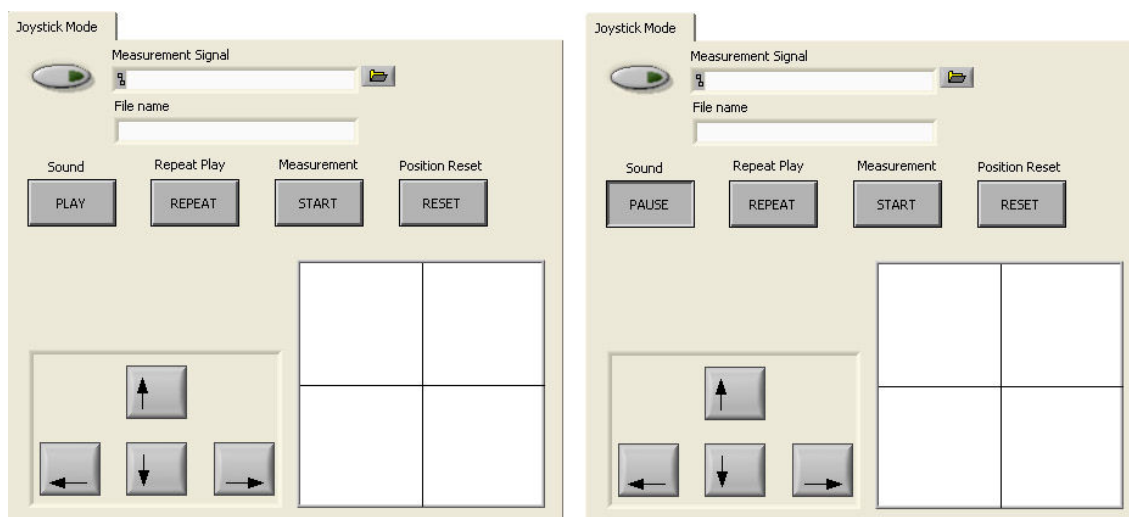 Joystick Mode
Measurement Signal
File name
Sound Repeat Play Measurement Position Reset
PLAY REPEAT START RESET
Joystick Mode
Measurement Signal
File name
Sound Repeat Play Measurement Position Reset
PAUSE REPEAT START RESET